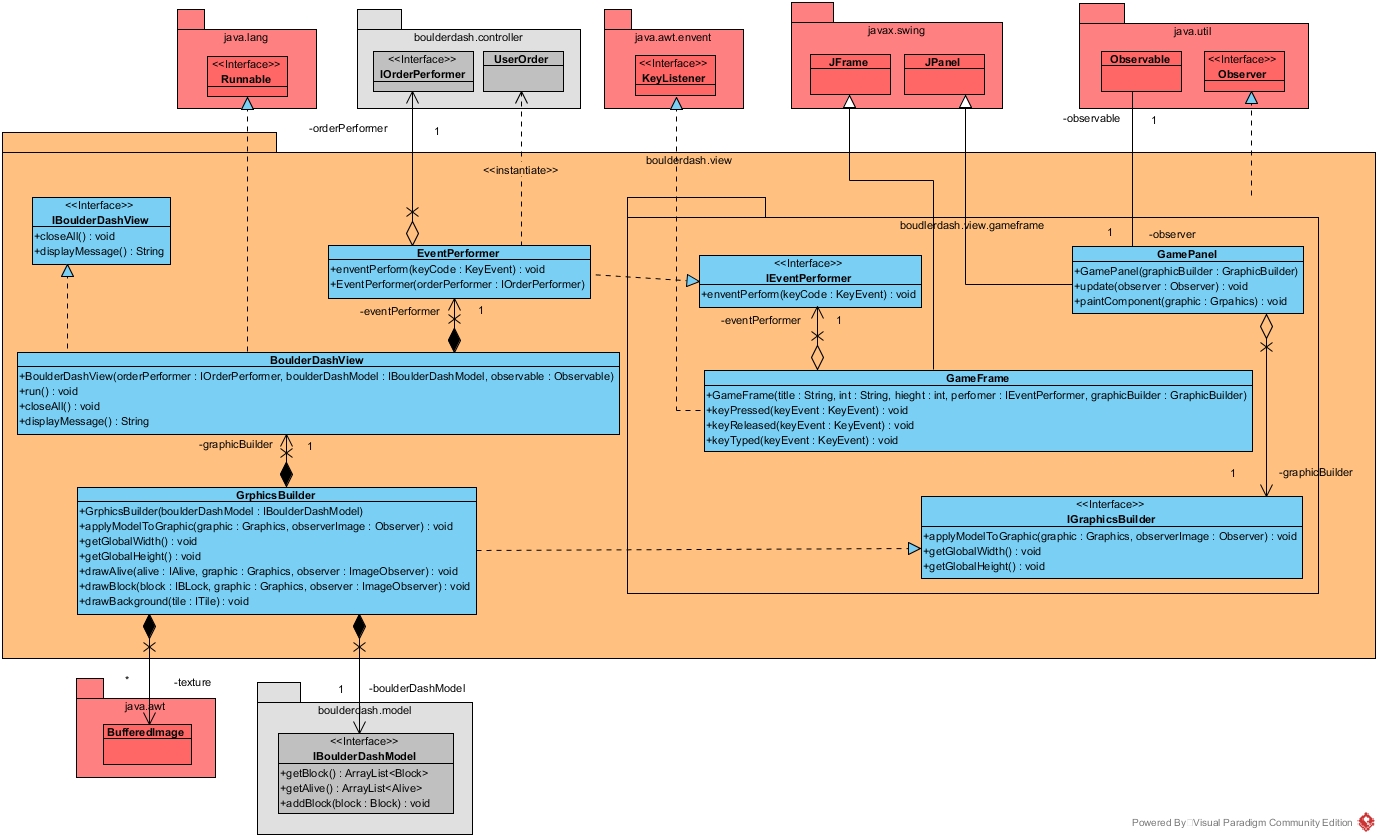 java.lang
<<Interface>>
Runnable
boulderdash.controller
<<Interface>>
IOrderPerformer
UserOrder
java.awt.envent
<<Interface>>
KeyListener
javax.swing
JFrame
JPanel
java.util
Observable
<<Interface>>
Observer
-orderPerformer
1
-observable
1
<<instantiate>>
boulderdash.view
<<Interface>>
IBoulderDashView
+closeAll() : void
+displayMessage() : String
boudlerdash.view.gameframe
1
-observer
EventPerformer
+enventPerform(keyCode : KeyEvent) : void
+EventPerformer(orderPerformer : IOrderPerformer)
<<Interface>>
IEventPerformer
+enventPerform(keyCode : KeyEvent) : void
GamePanel
+GamePanel(graphicBuilder : GraphicBuilder)
+update(observer : Observer) : void
+paintComponent(graphic : Grpahics) : void
-eventPerformer
1
-eventPerformer
1
BoulderDashView
+BoulderDashView(orderPerformer : IOrderPerformer, boulderDashModel : IBoulderDashModel, observable : Observable)
+run() : void
+closeAll() : void
+displayMessage() : String
GameFrame
+GameFrame(title : String, int : String, hieght : int, perfomer : IEventPerformer, graphicBuilder : GraphicBuilder)
+keyPressed(keyEvent : KeyEvent) : void
+keyReleased(keyEvent : KeyEvent) : void
+keyTyped(keyEvent : KeyEvent) : void
-graphicBuilder
1
1
-graphicBuilder
GrphicsBuilder
+GrphicsBuilder(boulderDashModel : IBoulderDashModel)
+applyModelToGraphic(graphic : Graphics, observerImage : Observer) : void
+getGlobalWidth() : void
+getGlobalHeight() : void
+drawAlive(alive : IAlive, graphic : Graphics, observer : ImageObserver) : void
+drawBlock(block : IBLock, graphic : Graphics, observer : ImageObserver) : void
+drawBackground(tile : ITile) : void
<<Interface>>
IGraphicsBuilder
+applyModelToGraphic(graphic : Graphics, observerImage : Observer) : void
+getGlobalWidth() : void
+getGlobalHeight() : void
*
-texture
1
-boulderDashModel
java.awt
BufferedImage
boulderdash.model
<<Interface>>
IBoulderDashModel
+getBlock() : ArrayList<Block>
+getAlive() : ArrayList<Alive>
+addBlock(block : Block) : void
Powered By Visual Paradigm Community Edition